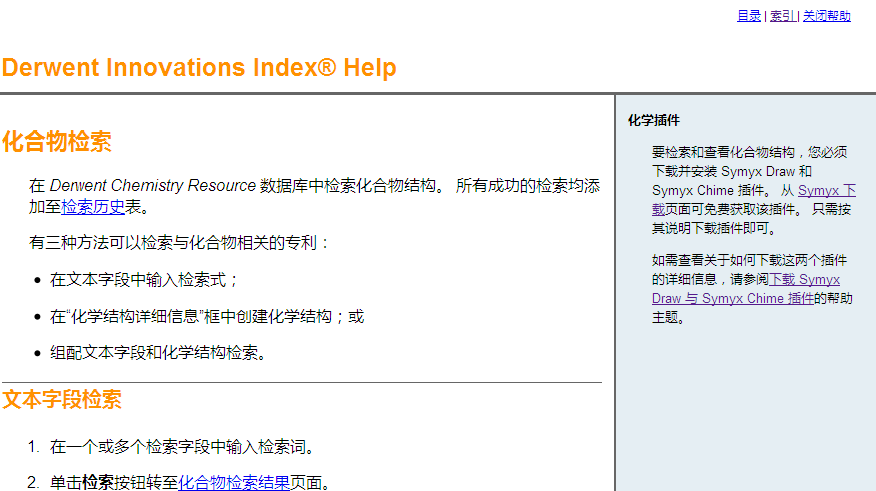 目录 | 索引 | 关闭帮助
Derwent Innovations Index® Help
化合物检索
在 Derwent Chemistry Resource 数据库中检索化合物结构。 所有成功的检索均添
加至检索历史表。
有三种方法可以检索与化合物相关的专利：
• 在文本字段中输入检索式；
• 在“化学结构详细信息”框中创建化学结构；或
• 组配文本字段和化学结构检索。
文本字段检索
1. 在一个或多个检索字段中输入检索词。
2. 单击检索按钮转至化合物检索结果页面。
化学插件
要检索和查看化合物结构，您必须
下载并安装 Symyx Draw 和
Symyx Chime 插件。 从 Symyx 下
载页面可免费获取该插件。 只需按
其说明下载插件即可。
如需查看关于如何下载这两个插件
的详细信息，请参阅下载 Symyx
Draw 与 Symyx Chime 插件的帮助
主题。